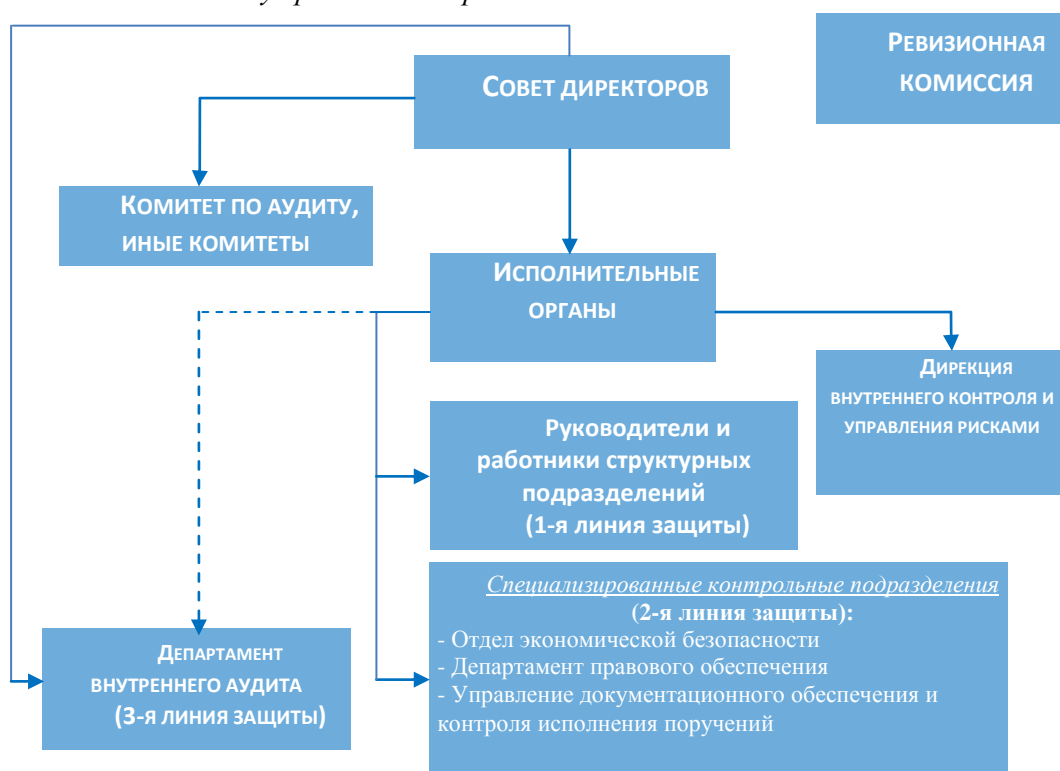 РЕВИЗИОННАЯ
КОМИССИЯ
СОВЕТ ДИРЕКТОРОВ
КОМИТЕТ ПО АУДИТУ,
ИНЫЕ КОМИТЕТЫ
ИСПОЛНИТЕЛЬНЫЕ
ОРГАНЫ
ДИРЕКЦИЯ
ВНУТРЕННЕГО КОНТРОЛЯ И
УПРАВЛЕНИЯ РИСКАМИ
Руководители и
работники структурных
подразделений
(1-я линия защиты)
Специализированные контрольные подразделения
(2-я линия защиты):
- Отдел экономической безопасности
- Департамент правового обеспечения
- Управление документационного обеспечения и
контроля исполнения поручений
ДЕПАРТАМЕНТ
ВНУТРЕННЕГО АУДИТА
(3-Я ЛИНИЯ ЗАЩИТЫ)